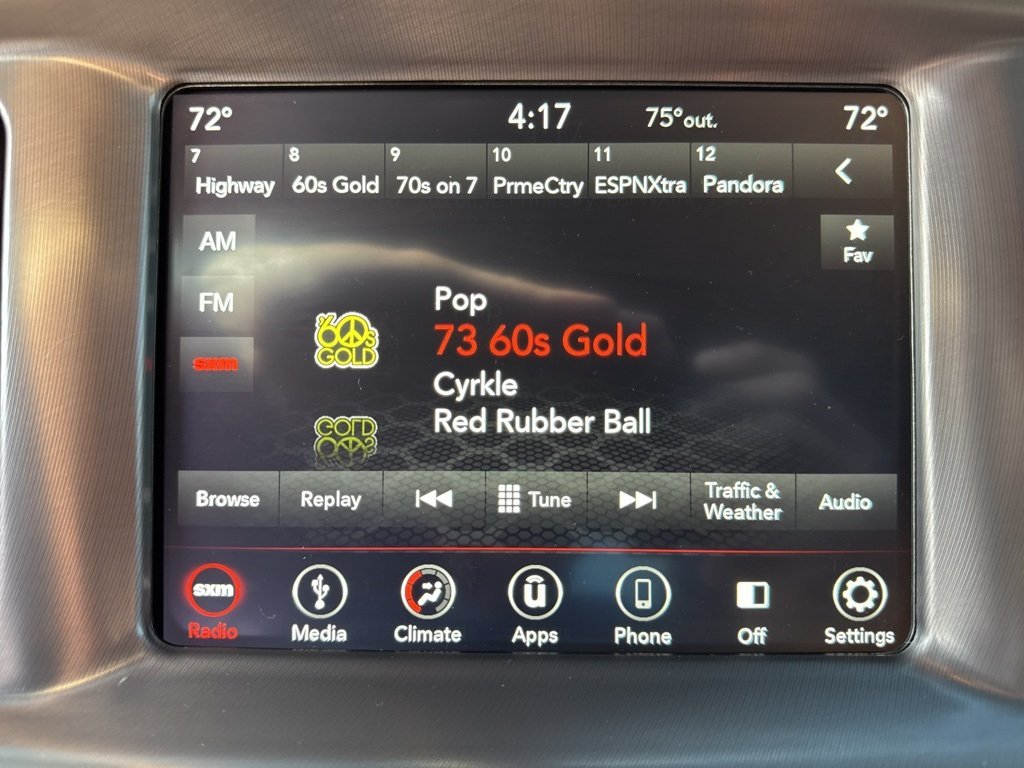 72° 4:17 75°out. 72°
7 8 9 10 11 12
Highway 60s Gold 70s on 7 PrmeCtry ESPNXtra Pandora
AM
Fav
FM
Pop
'60s
GOLD
73 60s Gold
sxm
Cyrkle
Red Rubber Ball
Browse Replay Tune Traffic & Weather Audio
sxm
Radio Media Climate Apps Phone Off Settings